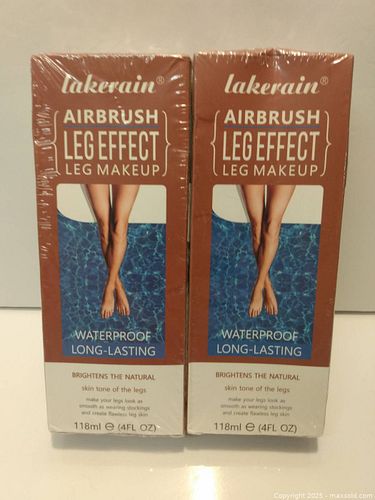 lakerain®
AIRBRUSH
LEG EFFECT
LEG MAKEUP
WATERPROOF
LONG-LASTING
BRIGHTENS THE NATURAL
skin tone of the legs
make your legs look as
smooth as wearing stockings
and create flawless leg skin
118ml ℮ (4FL OZ)
lakerain®
AIRBRUSH
LEG EFFECT
LEG MAKEUP
WATERPROOF
LONG-LASTING
BRIGHTENS THE NATURAL
skin tone of the legs
make your legs look as
smooth as wearing stockings
and create flawless leg skin
118ml ℮ (4FL OZ)
Copyright 2025 - maxsold.com